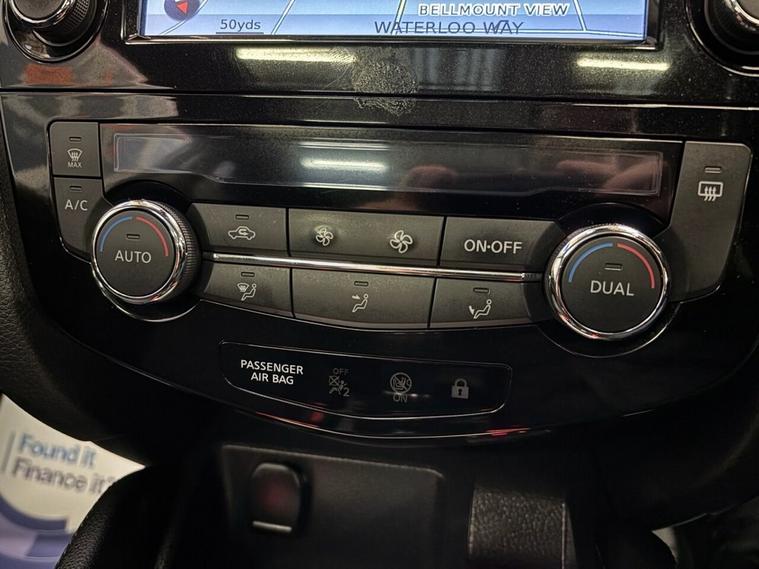 BELLMOUNT VIEW
50yds
WATERLOO WAY
MAX
A/C
AUTO
ON·OFF
DUAL
PASSENGER
AIR BAG
OFF
2
ON
Found it
Finance it?